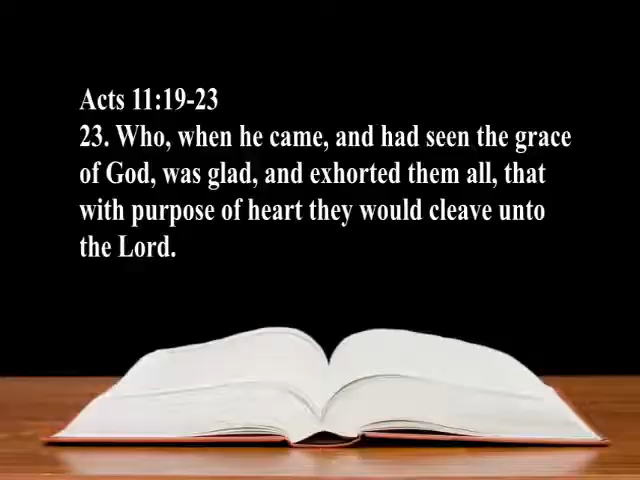 Acts 11:19-23
23. Who, when he came, and had seen the grace
of God, was glad, and exhorted them all, that
with purpose of heart they would cleave unto
the Lord.